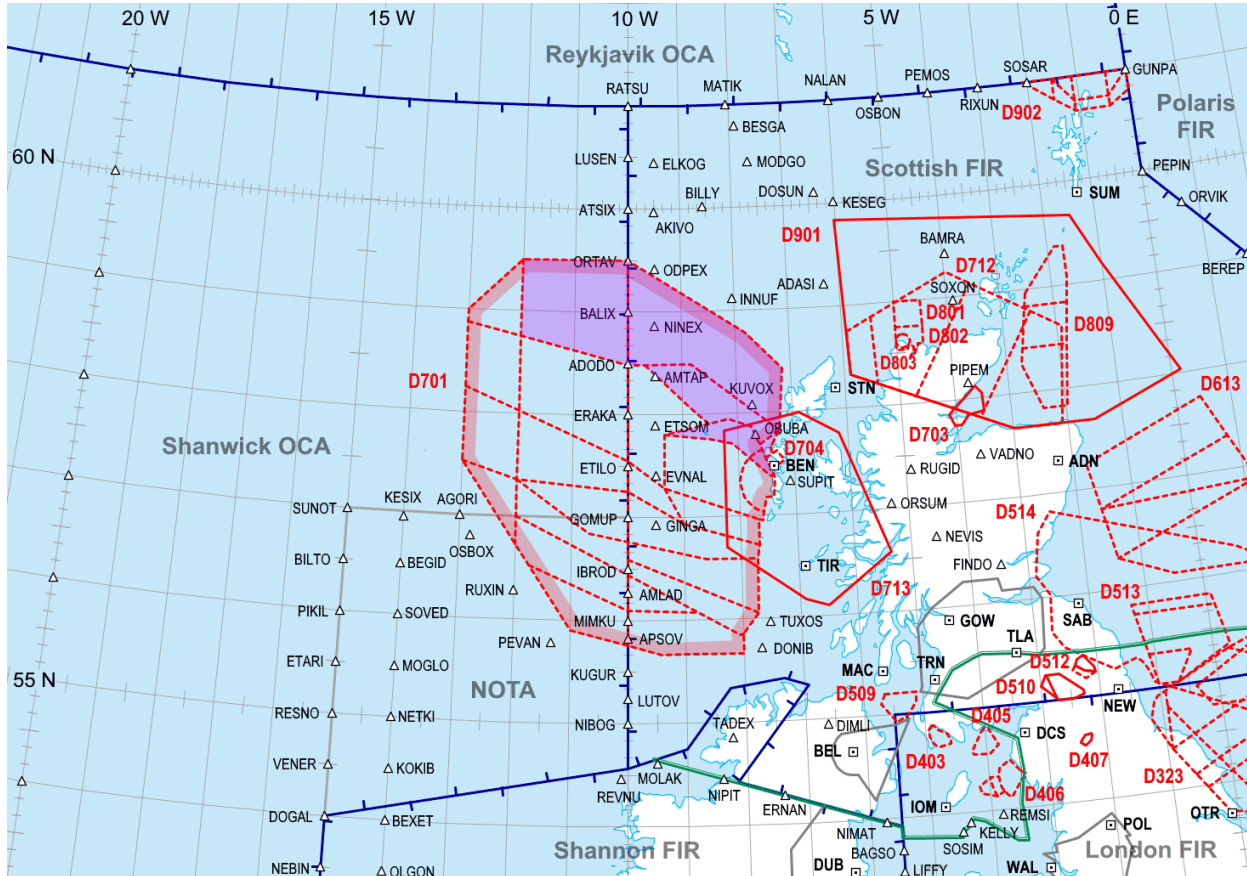 20 W
15 W
10 W
5 W
0 E
Reykjavik OCA
SOSAR
GUNPA
RATSU
MATIK
NALAN
PEMOS
RIXUN
OSBON
D902
Polaris
FIR
BESGA
60 N
LUSEN
ELKOG
MODGO
Scottish FIR
PEPIN
BILLY
DOSUN
KESEG
SUM
ORVIK
ATSIX
AKIVO
D901
BAMRA
BEREP
ORTAV
ODPEX
D712
ADASI
SOXON
INNUF
BALIX
NINEX
D801
D802
D809
D803
ADODO
AMTAP
PIPEM
D701
KUVOX
STN
D613
ERAKA
ETSOM
OBUBA
D703
Shanwick OCA
D704
BEN
VADNO
ADN
ETILO
EVNAL
SUPIT
RUGID
SUNOT
KESIX
AGORI
ORSUM
D514
GOMUP
GINGA
OSBOX
NEVIS
BILTO
BEGID
FINDO
TIR
IBROD
RUXIN
AMLAD
D713
D513
PIKIL
SOVED
SAB
MIMKU
TUXOS
GOW
TLA
PEVAN
APSOV
DONIB
ETARI
MOGLO
MAC
TRN
D512
55 N
KUGUR
D510
NOTA
NEW
LUTOV
D509
RESNO
NETKI
NIBOG
TADEX
DIMLI
D405
DCS
BEL
D407
VENER
KOKIB
MOLAK
D403
D323
REVNU
NIPIT
D406
ERNAN
IOM
REMSI
OTR
DOGAL
BEXET
NIMAT
KELLY
POL
SOSIM
Shannon FIR
BAGSO
London FIR
NEBIN
OLGON
DUB
LIFFY
WAL